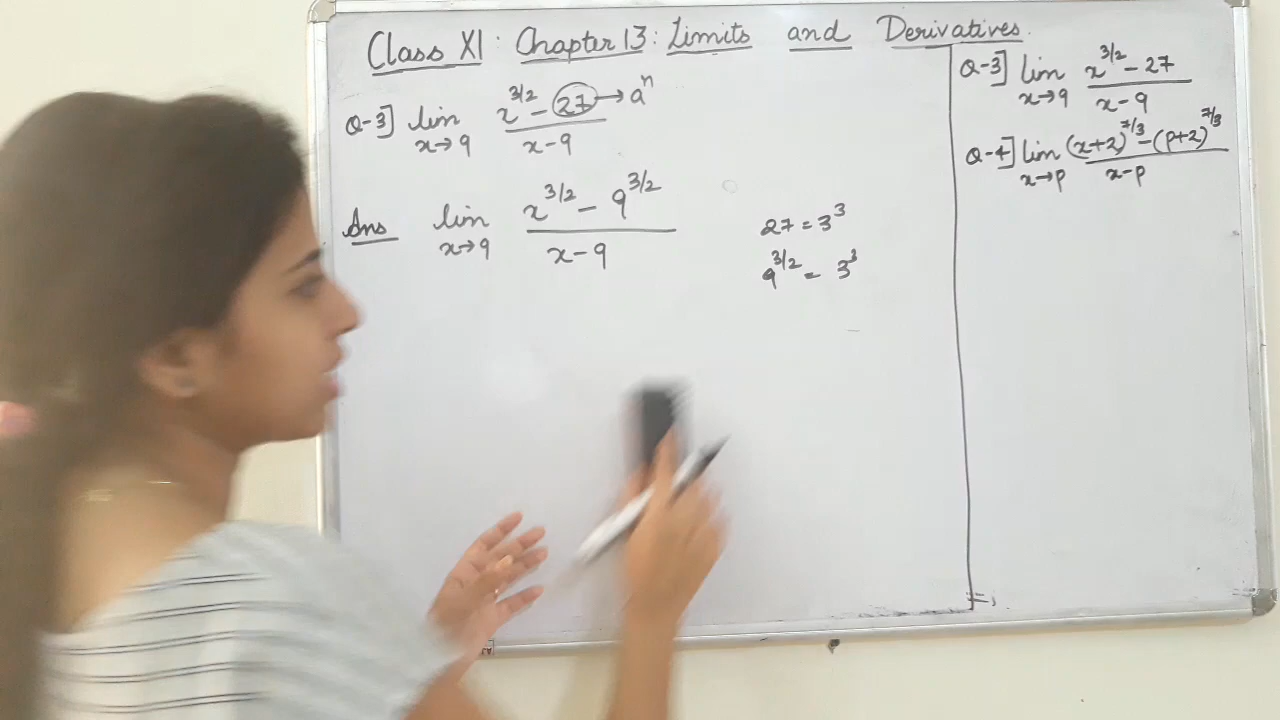 Class XI : Chapter 13 : Limits and Derivatives.
Q-3] lim x→9 (x^3/2 - 27)/(x-9) → a^n
Ans lim x→9 (x^3/2 - 9^3/2)/(x-9)
27 = 3^3
9^3/2 = 3^3
Q-3] lim x→9 (x^3/2 - 27)/(x-9)
Q-4] lim x→p ((x+2)^7/3 - (p+2)^7/3)/(x-p)